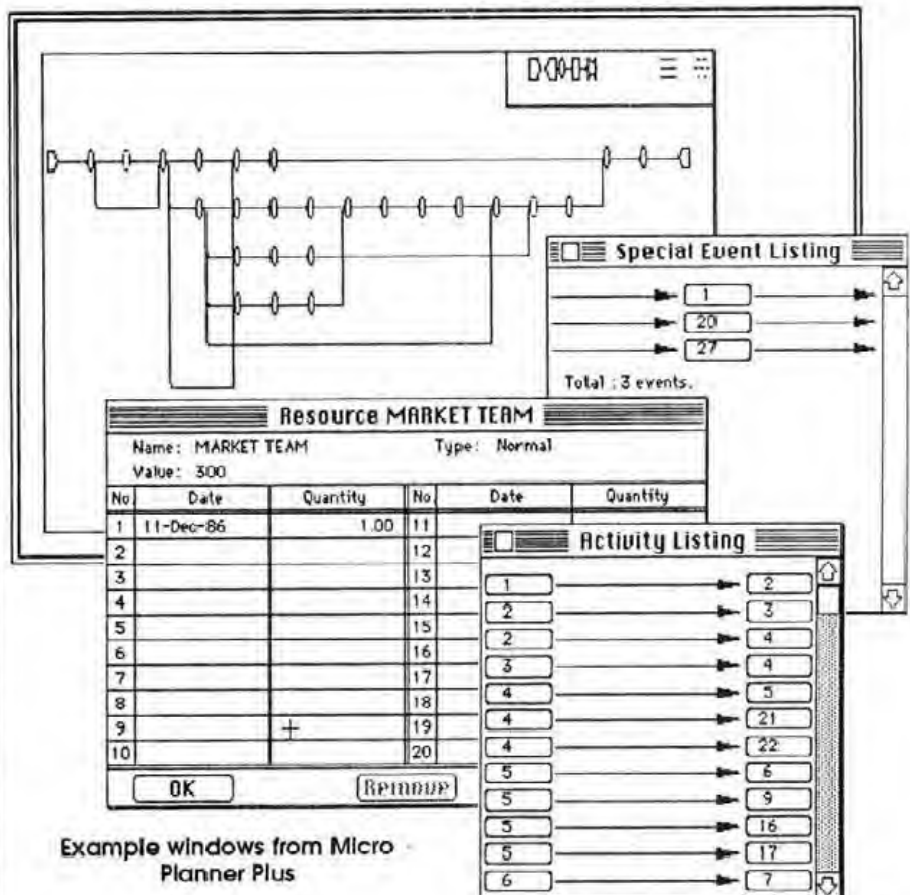 Special Event Listing
1
20
27
Total : 3 events.
Resource MARKET TEAM
Name: MARKET TEAM Type: Normal
Value: 300
No. Date Quantity No. Date Quantity
1 11-Dec-86 1.00 11
2 12
3 13
4 14
5 15
6 16
7 17
8 18
9 19
10 20
OK Remove
Activity Listing
1 2
2 3
2 4
3 4
4 5
4 21
4 22
5 6
5 9
5 16
5 17
6 7
Example windows from Micro
Planner Plus